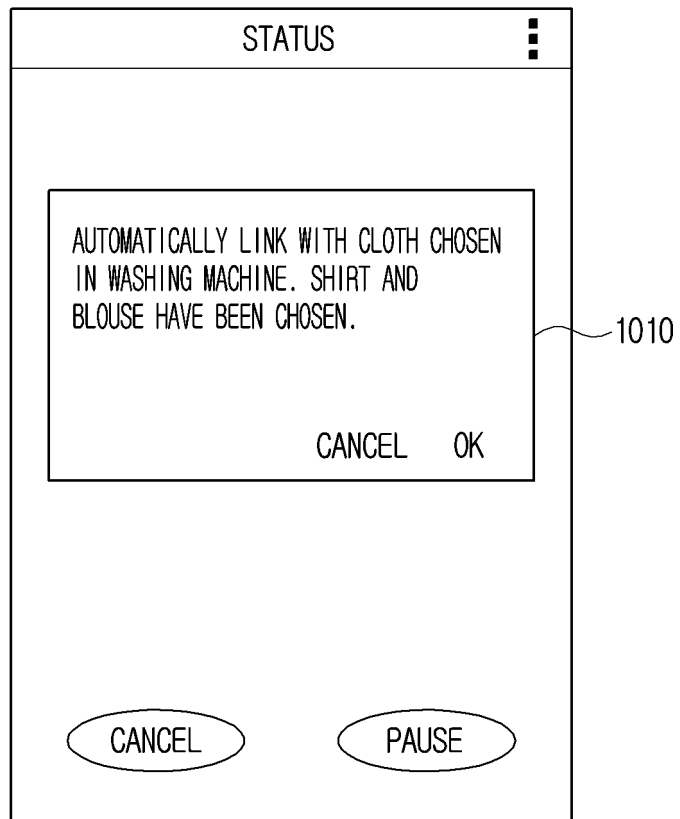 STATUS
AUTOMATICALLY LINK WITH CLOTH CHOSEN
IN WASHING MACHINE. SHIRT AND
BLOUSE HAVE BEEN CHOSEN.
1010
CANCEL OK
CANCEL PAUSE